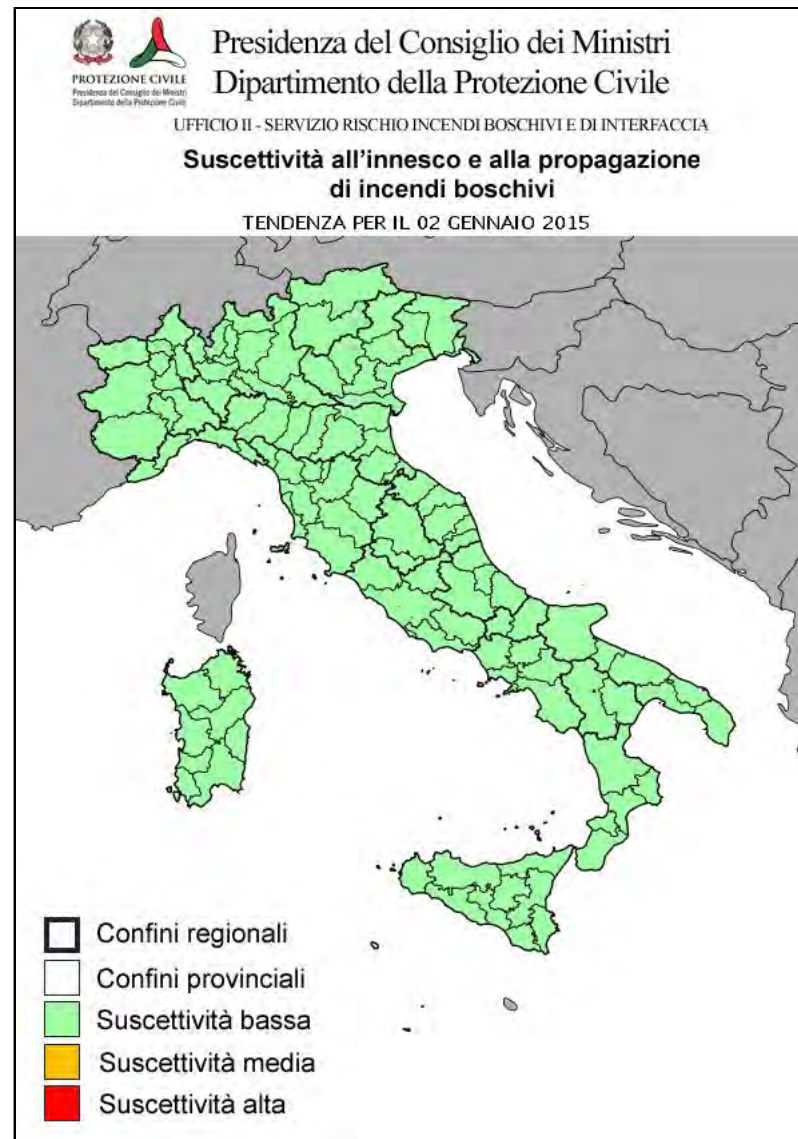 Presidenza del Consiglio dei Ministri
Dipartimento della Protezione Civile
PROTEZIONE CIVILE
Presidenza del Consiglio dei Ministri
Dipartimento della Protezione Civile
UFFICIO II - SERVIZIO RISCHIO INCENDI BOSCHIVI E DI INTERFACCIA
Suscettività all'innesco e alla propagazione
di incendi boschivi
TENDENZA PER IL 02 GENNAIO 2015
Confini regionali
Confini provinciali
Suscettività bassa
Suscettività media
Suscettività alta